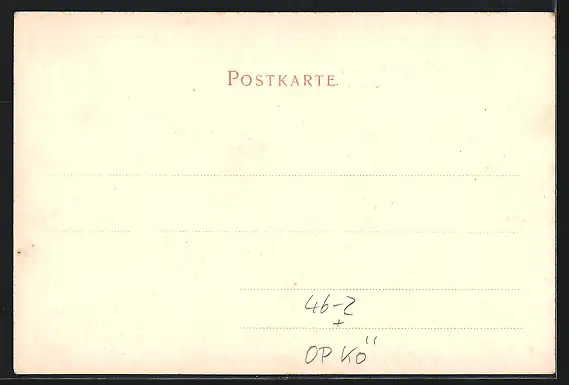 POSTKARTE.
46-2
+
OP KÖ